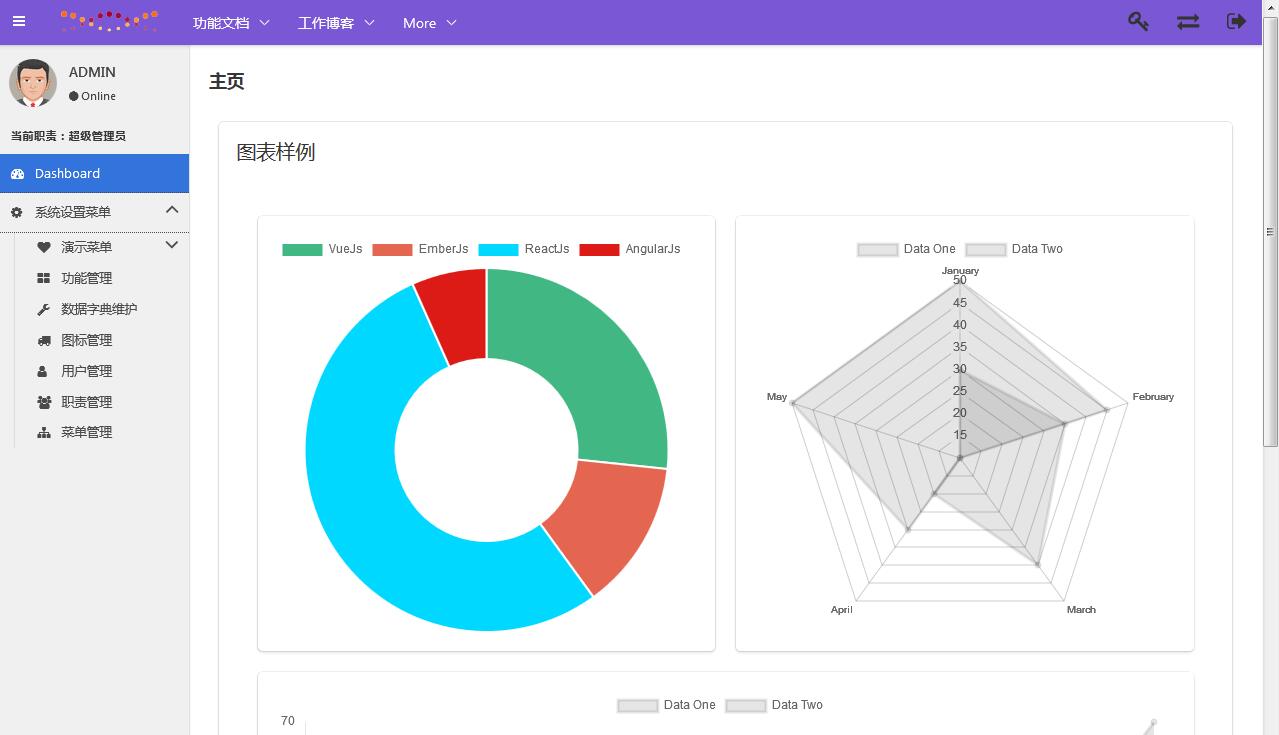 功能文档 工作博客 More
ADMIN
Online
当前职责：超级管理员
Dashboard
系统设置菜单
演示菜单
功能管理
数据字典维护
图标管理
用户管理
职责管理
菜单管理
主页
图表样例
VueJs EmberJs ReactJs AngularJs
Data One Data Two
January
50
45
40
35
30
25
20
15
May
February
April
March
Data One Data Two
70